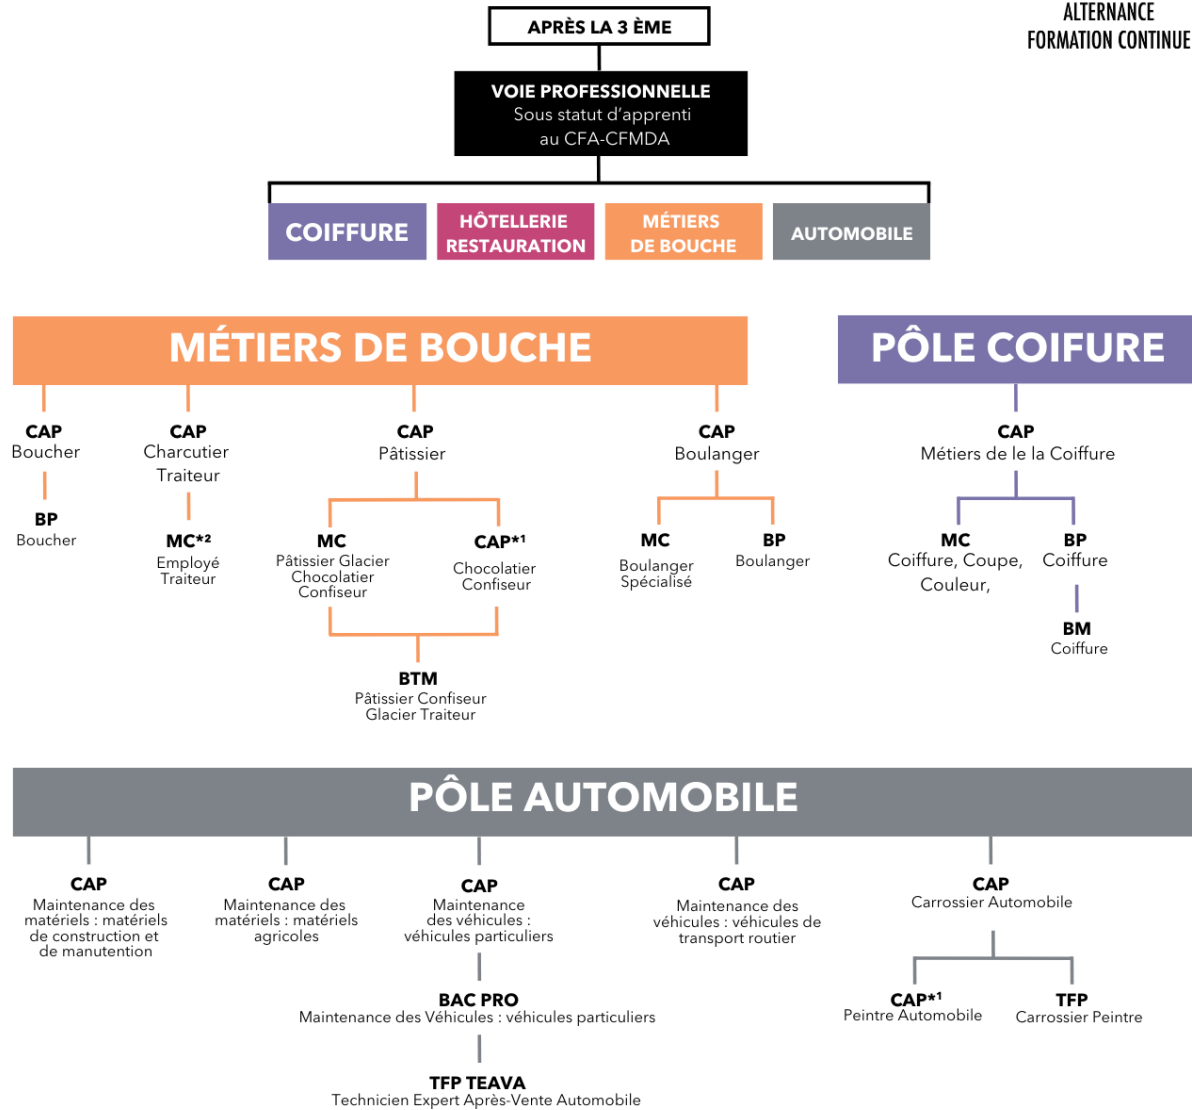 ALTERNANCE
FORMATION CONTINUE
APRÈS LA 3 ÈME
VOIE PROFESSIONNELLE
Sous statut d'apprenti
au CFA-CFMDA
COIFFURE
HÔTELLERIE
RESTAURATION
MÉTIERS
DE BOUCHE
AUTOMOBILE
MÉTIERS DE BOUCHE
CAP
Boucher
BP
Boucher
CAP
Charcutier
Traiteur
MC*²
Employé
Traiteur
CAP
Pâtissier
MC
Pâtissier Glacier
Chocolatier
Confiseur
CAP*¹
Chocolatier
Confiseur
BTM
Pâtissier Confiseur
Glacier Traiteur
CAP
Boulanger
MC
Boulanger
Spécialisé
BP
Boulanger
PÔLE COIFURE
CAP
Métiers de le la Coiffure
MC
Coiffure, Coupe,
Couleur,
BP
Coiffure
BM
Coiffure
PÔLE AUTOMOBILE
CAP
Maintenance des
matériels : matériels
de construction et
de manutention
CAP
Maintenance des
matériels : matériels
agricoles
CAP
Maintenance
des véhicules :
véhicules particuliers
BAC PRO
Maintenance des Véhicules : véhicules particuliers
TFP TEAVA
Technicien Expert Après-Vente Automobile
CAP
Maintenance des
véhicules : véhicules de
transport routier
CAP
Carrossier Automobile
CAP*¹
Peintre Automobile
TFP
Carrossier Peintre